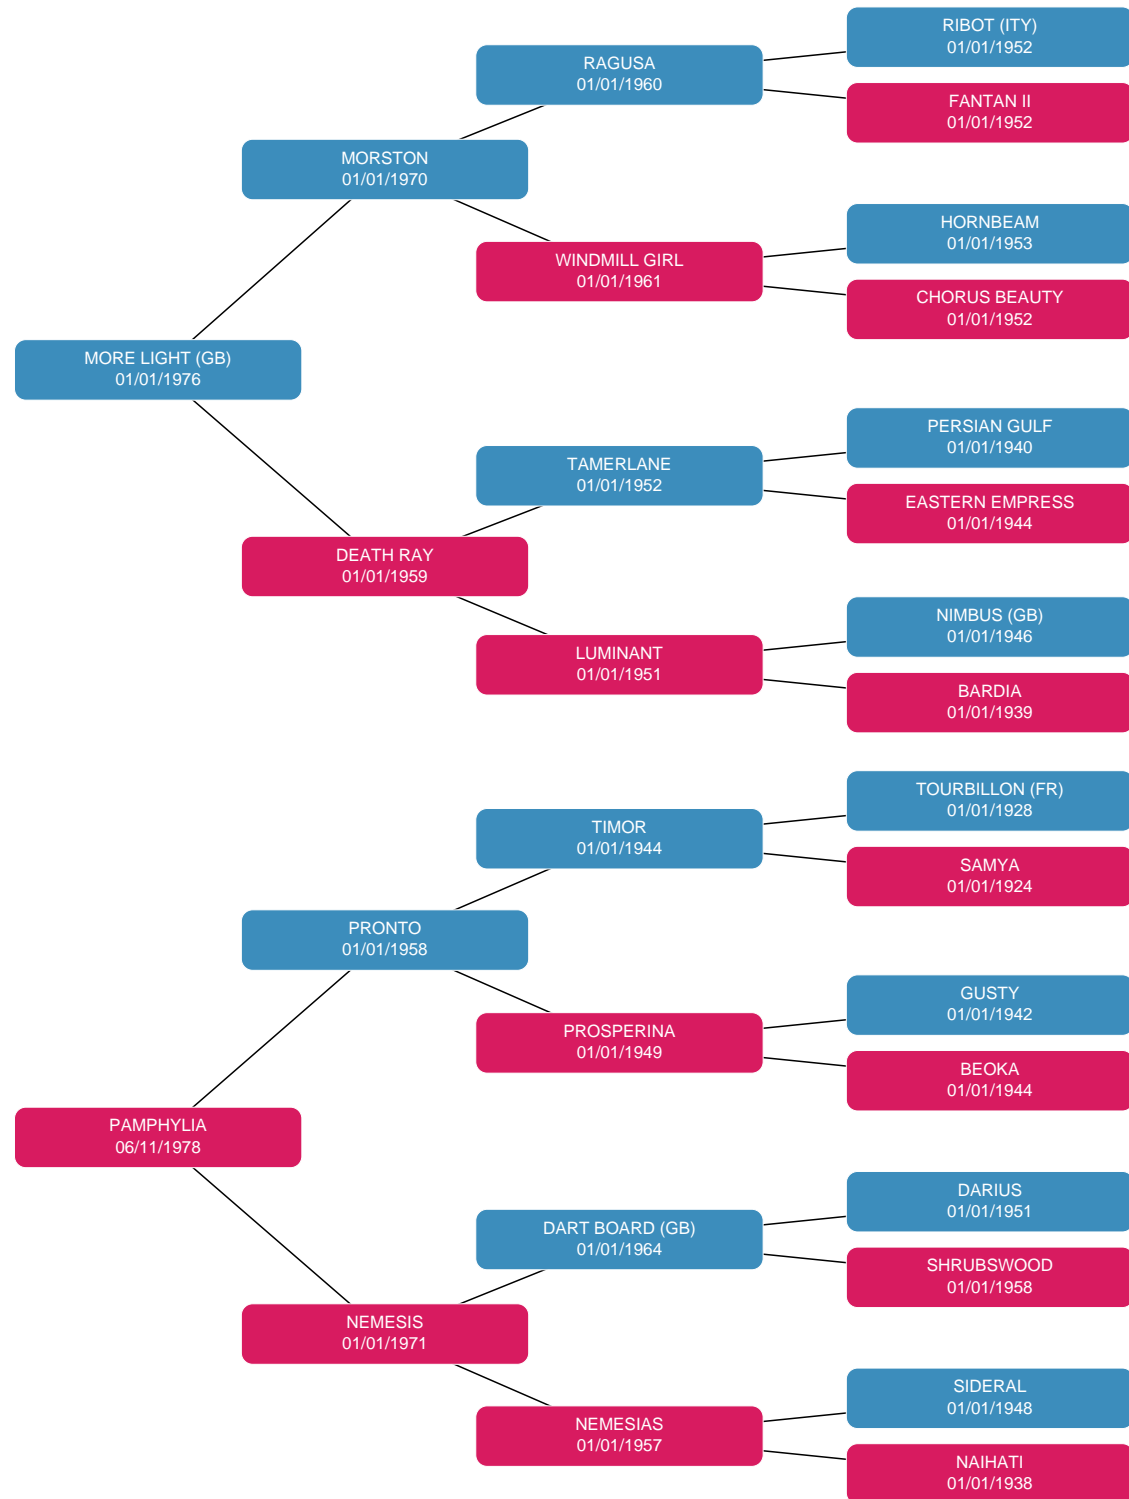 RIBOT (ITY)
01/01/1952
RAGUSA
01/01/1960
FANTAN II
01/01/1952
MORSTON
01/01/1970
HORNBEAM
01/01/1953
WINDMILL GIRL
01/01/1961
CHORUS BEAUTY
01/01/1952
MORE LIGHT (GB)
01/01/1976
PERSIAN GULF
01/01/1940
TAMERLANE
01/01/1952
EASTERN EMPRESS
01/01/1944
DEATH RAY
01/01/1959
NIMBUS (GB)
01/01/1946
LUMINANT
01/01/1951
BARDIA
01/01/1939
TOURBILLON (FR)
01/01/1928
TIMOR
01/01/1944
SAMYA
01/01/1924
PRONTO
01/01/1958
GUSTY
01/01/1942
PROSPERINA
01/01/1949
BEOKA
01/01/1944
PAMPHYLIA
06/11/1978
DARIUS
01/01/1951
DART BOARD (GB)
01/01/1964
SHRUBSWOOD
01/01/1958
NEMESIS
01/01/1971
SIDERAL
01/01/1948
NEMESIAS
01/01/1957
NAIHATI
01/01/1938